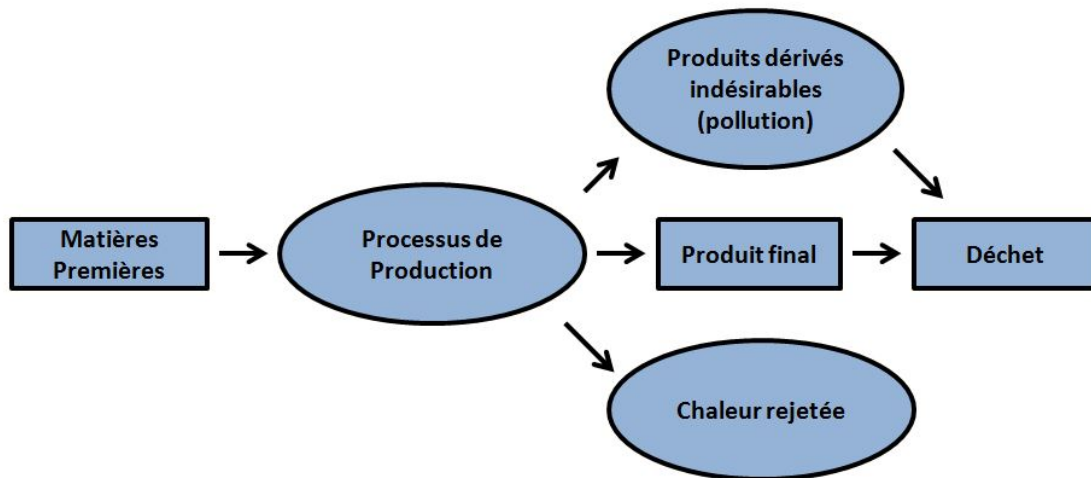 Produits dérivés
indésirables
(pollution)
Matières
Premières
Processus de
Production
Produit final
Déchet
Chaleur rejetée